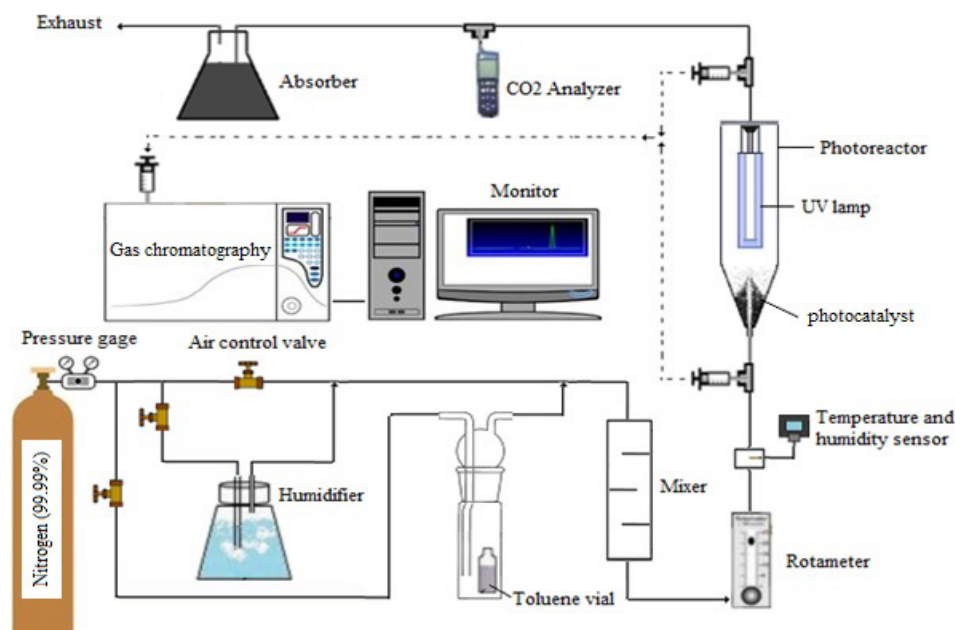 Exhaust
Absorber
CO2 Analyzer
Photoreactor
UV lamp
Monitor
Gas chromatography
photocatalyst
Pressure gage
Air control valve
Temperature and
humidity sensor
Nitrogen (99.99%)
Humidifier
Mixer
Toluene vial
Rotameter